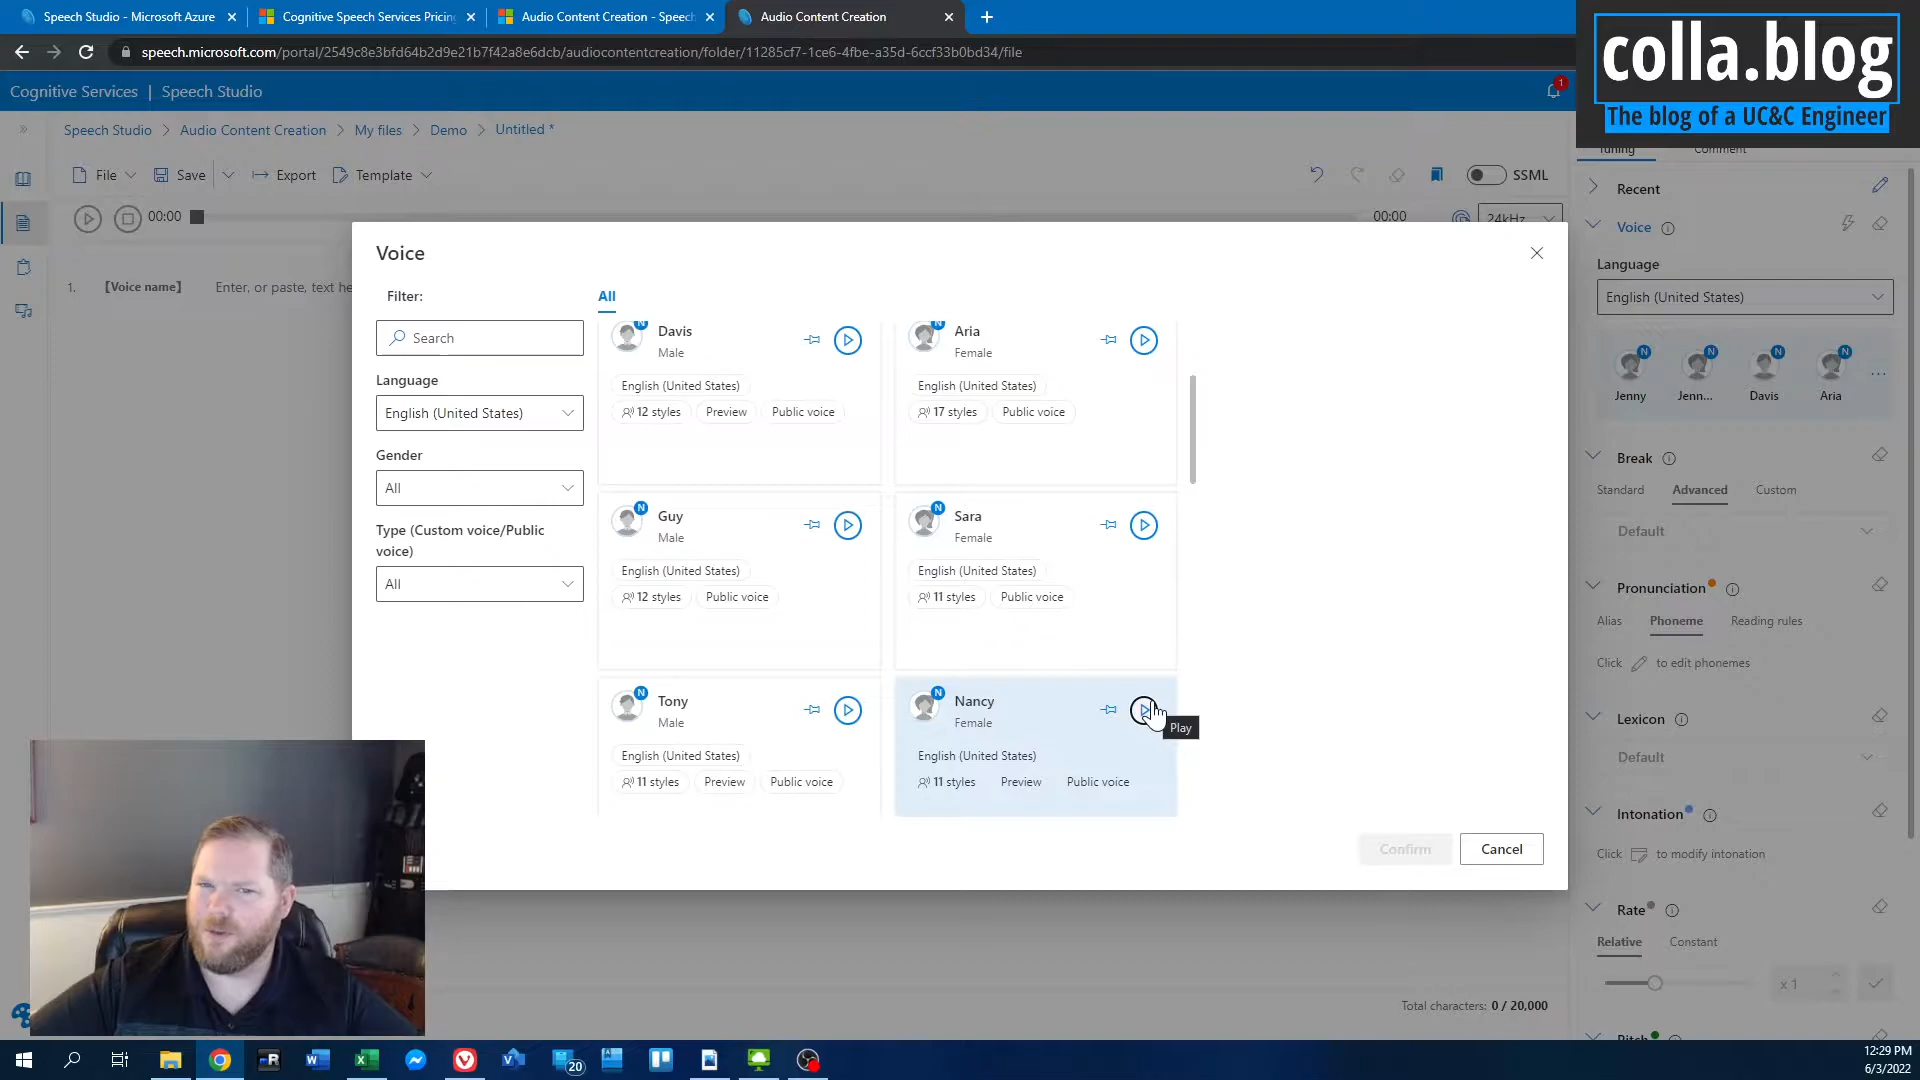 Speech Studio - Microsoft Azure
Cognitive Speech Services Pricing
Audio Content Creation - Speech
Audio Content Creation
speech.microsoft.com/portal/2549c8e3bfd64b2d9e21b7f42a8e6dcb/audiocontentcreation/folder/11285cf7-1ce6-4fbe-a35d-6ccf33b0bd34/file
colla.blog
The blog of a UC&C Engineer
Cognitive Services | Speech Studio
1
Speech Studio > Audio Content Creation > My files > Demo > Untitled *
Tuning Comment
File Save Export Template
SSML
00:00 00:00 24kHz
1. [Voice name] Enter, or paste, text he
Voice
Filter:
Search
Language
English (United States)
Gender
All
Type (Custom voice/Public
voice)
All
All
N Davis
Male
English (United States)
12 styles Preview Public voice
N Aria
Female
English (United States)
17 styles Public voice
N Guy
Male
English (United States)
12 styles Public voice
N Sara
Female
English (United States)
11 styles Public voice
N Tony
Male
English (United States)
11 styles Preview Public voice
N Nancy
Female
English (United States)
11 styles Preview Public voice
Play
Confirm Cancel
Recent
Voice
Language
English (United States)
N N N N
Jenny Jenn... Davis Aria ...
Break
Standard Advanced Custom
Default
Pronunciation
Alias Phoneme Reading rules
Click to edit phonemes
Lexicon
Default
Intonation
Click to modify intonation
Rate
Relative Constant
x 1
Pitch
Total characters: 0 / 20,000
20
12:29 PM
6/3/2022